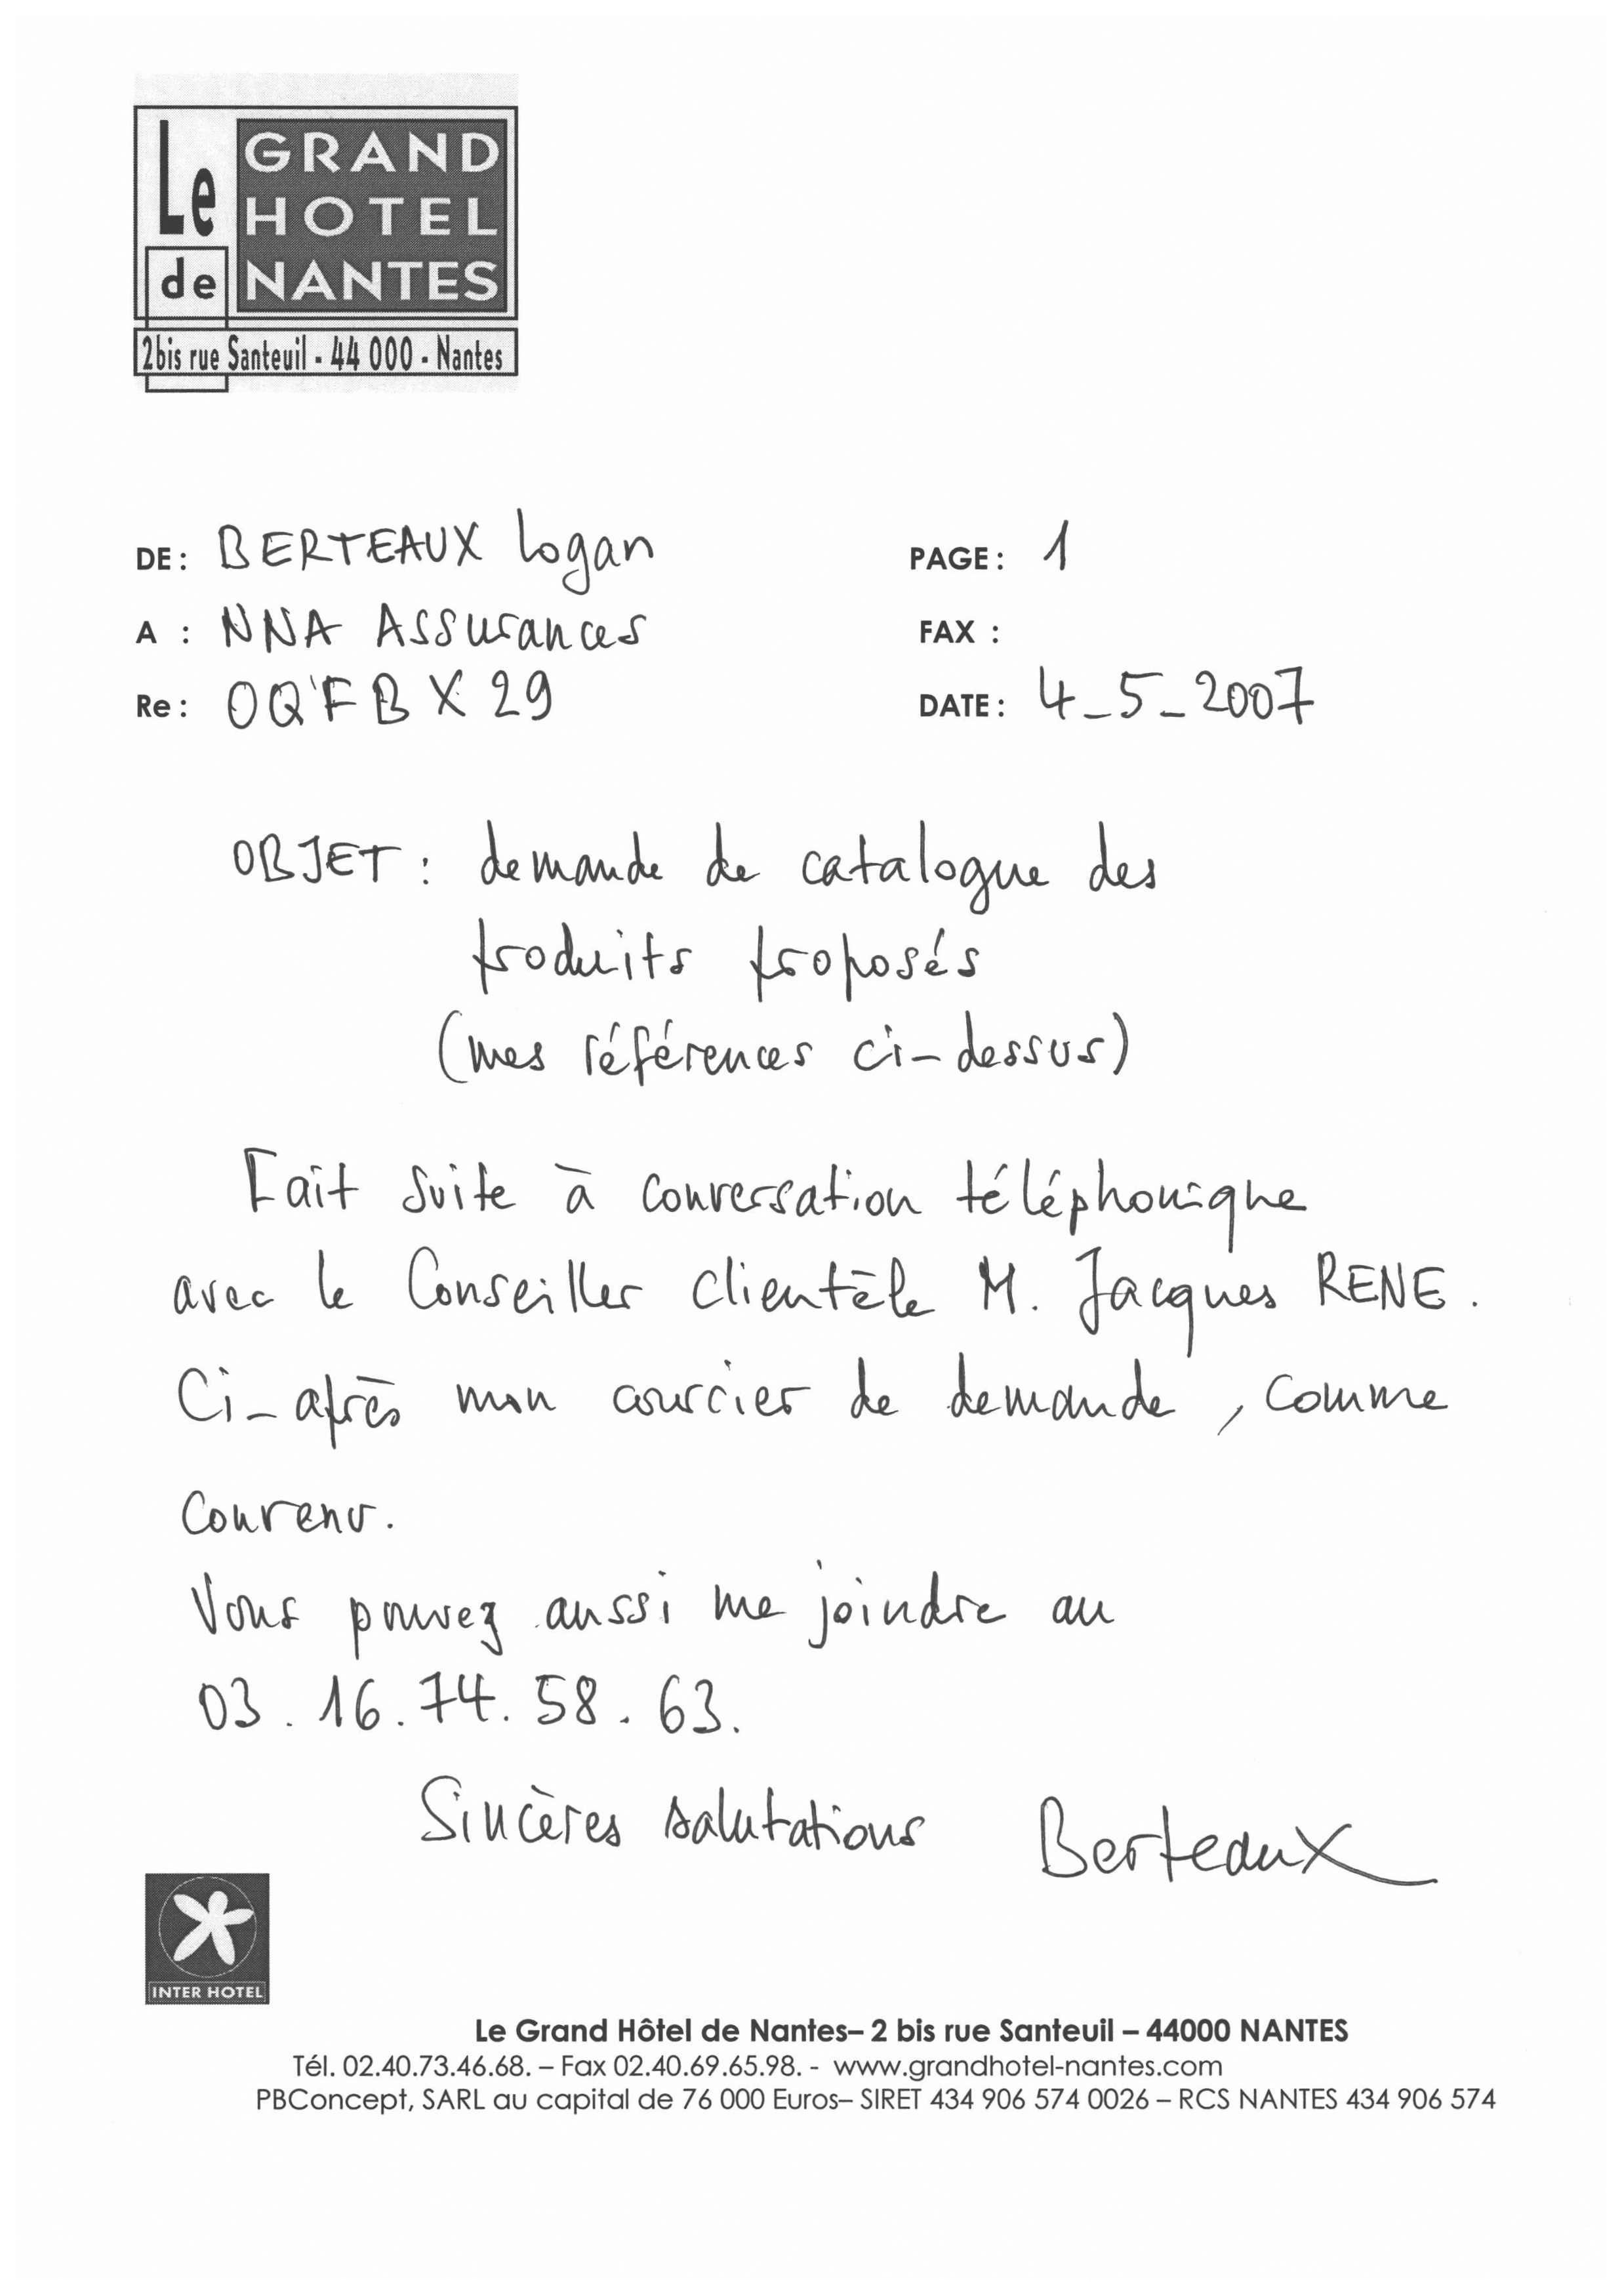 Le GRAND
HOTEL
de NANTES
2bis rue Santeuil - 44 000 - Nantes
DE : BERTEAUX Logan PAGE : 1
A : NNA Assurances FAX :
Re : OQFBX29 DATE : 4_5_2007
OBJET : demande de catalogue des
produits proposés
(mes références ci-dessus)
Fait suite à conversation téléphonique
avec le Conseiller clientèle M. Jacques RENE.
Ci-après mon courrier de demande, comme
convenu.
Vous pouvez aussi me joindre au
03.16.74.58.63.
Sincères salutations Berteaux
INTER HOTEL
Le Grand Hôtel de Nantes– 2 bis rue Santeuil – 44000 NANTES
Tél. 02.40.73.46.68. – Fax 02.40.69.65.98. - www.grandhotel-nantes.com
PBConcept, SARL au capital de 76 000 Euros– SIRET 434 906 574 0026 – RCS NANTES 434 906 574